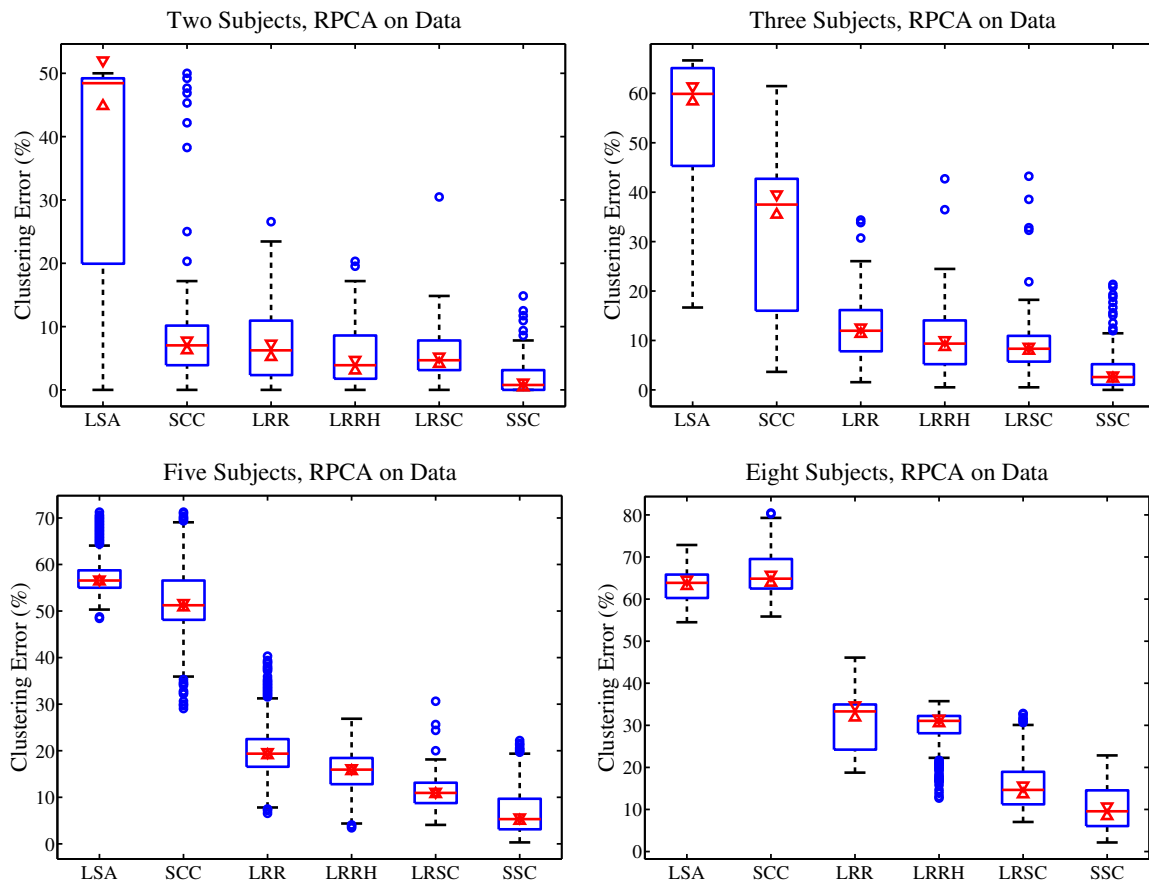 Two Subjects, RPCA on Data
Clustering Error (%)
50
40
30
20
10
0
LSA SCC LRR LRRH LRSC SSC
Three Subjects, RPCA on Data
Clustering Error (%)
60
50
40
30
20
10
0
LSA SCC LRR LRRH LRSC SSC
Five Subjects, RPCA on Data
Clustering Error (%)
70
60
50
40
30
20
10
0
LSA SCC LRR LRRH LRSC SSC
Eight Subjects, RPCA on Data
Clustering Error (%)
80
70
60
50
40
30
20
10
0
LSA SCC LRR LRRH LRSC SSC